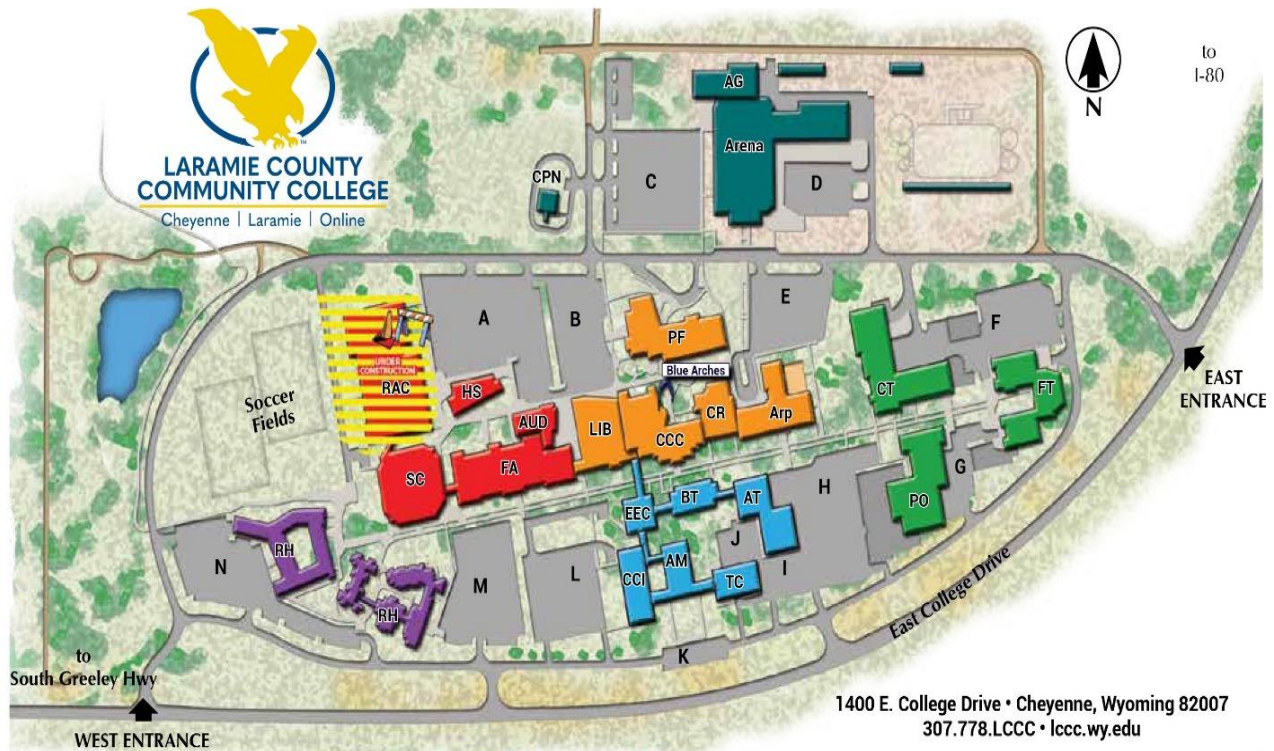 LARAMIE COUNTY
COMMUNITY COLLEGE
Cheyenne | Laramie | Online
to
I-80
N
AG
Arena
CPN
C
D
A
B
E
F
PF
UNDER
CONSTRUCTION
RAC
HS
Blue Arches
CT
FT
EAST
ENTRANCE
Soccer
Fields
AUD
LIB
CCC
CR
Arp
SC
FA
G
H
PO
EEC
BT
AT
J
N
RH
M
L
CCI
AM
TC
I
RH
K
East College Drive
to
South Greeley Hwy
WEST ENTRANCE
1400 E. College Drive • Cheyenne, Wyoming 82007
307.778.LCCC • lccc.wy.edu